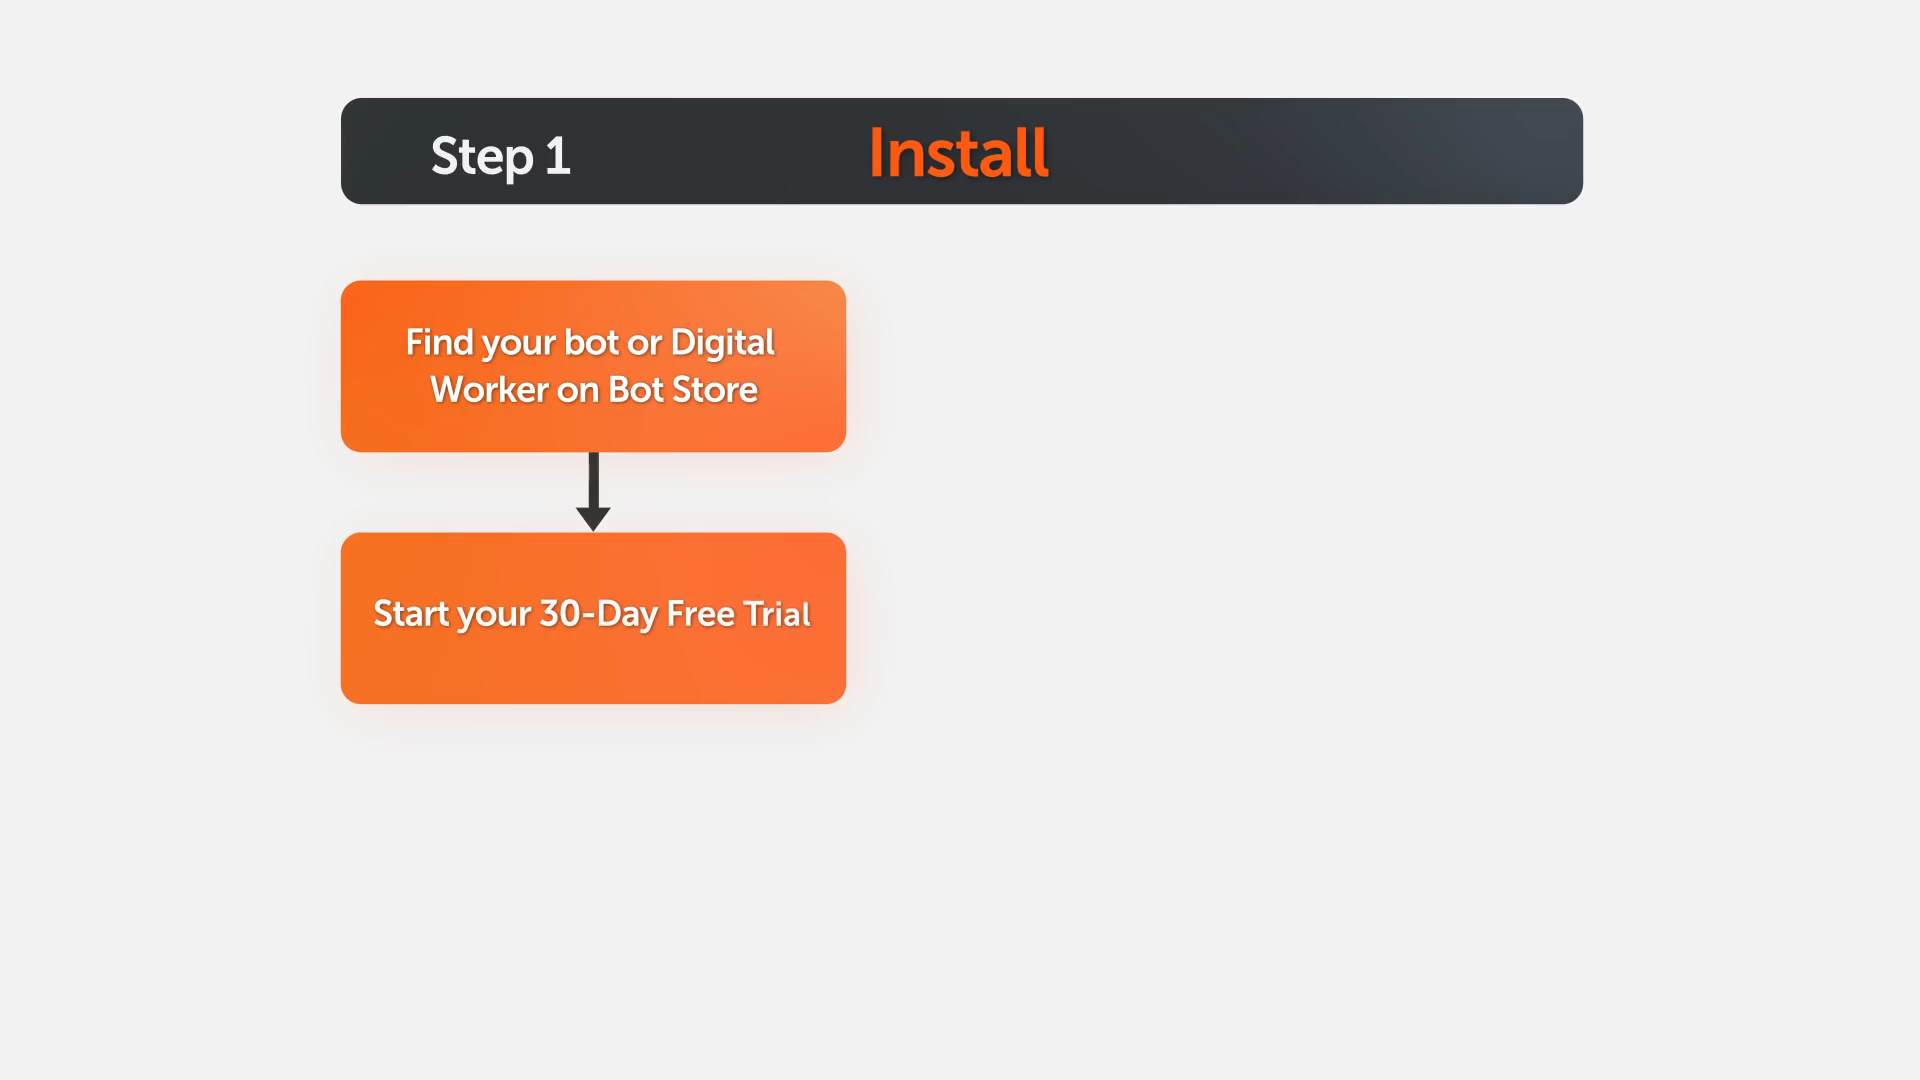 Step 1 Install
Find your bot or Digital
Worker on Bot Store
Start your 30-Day Free Trial